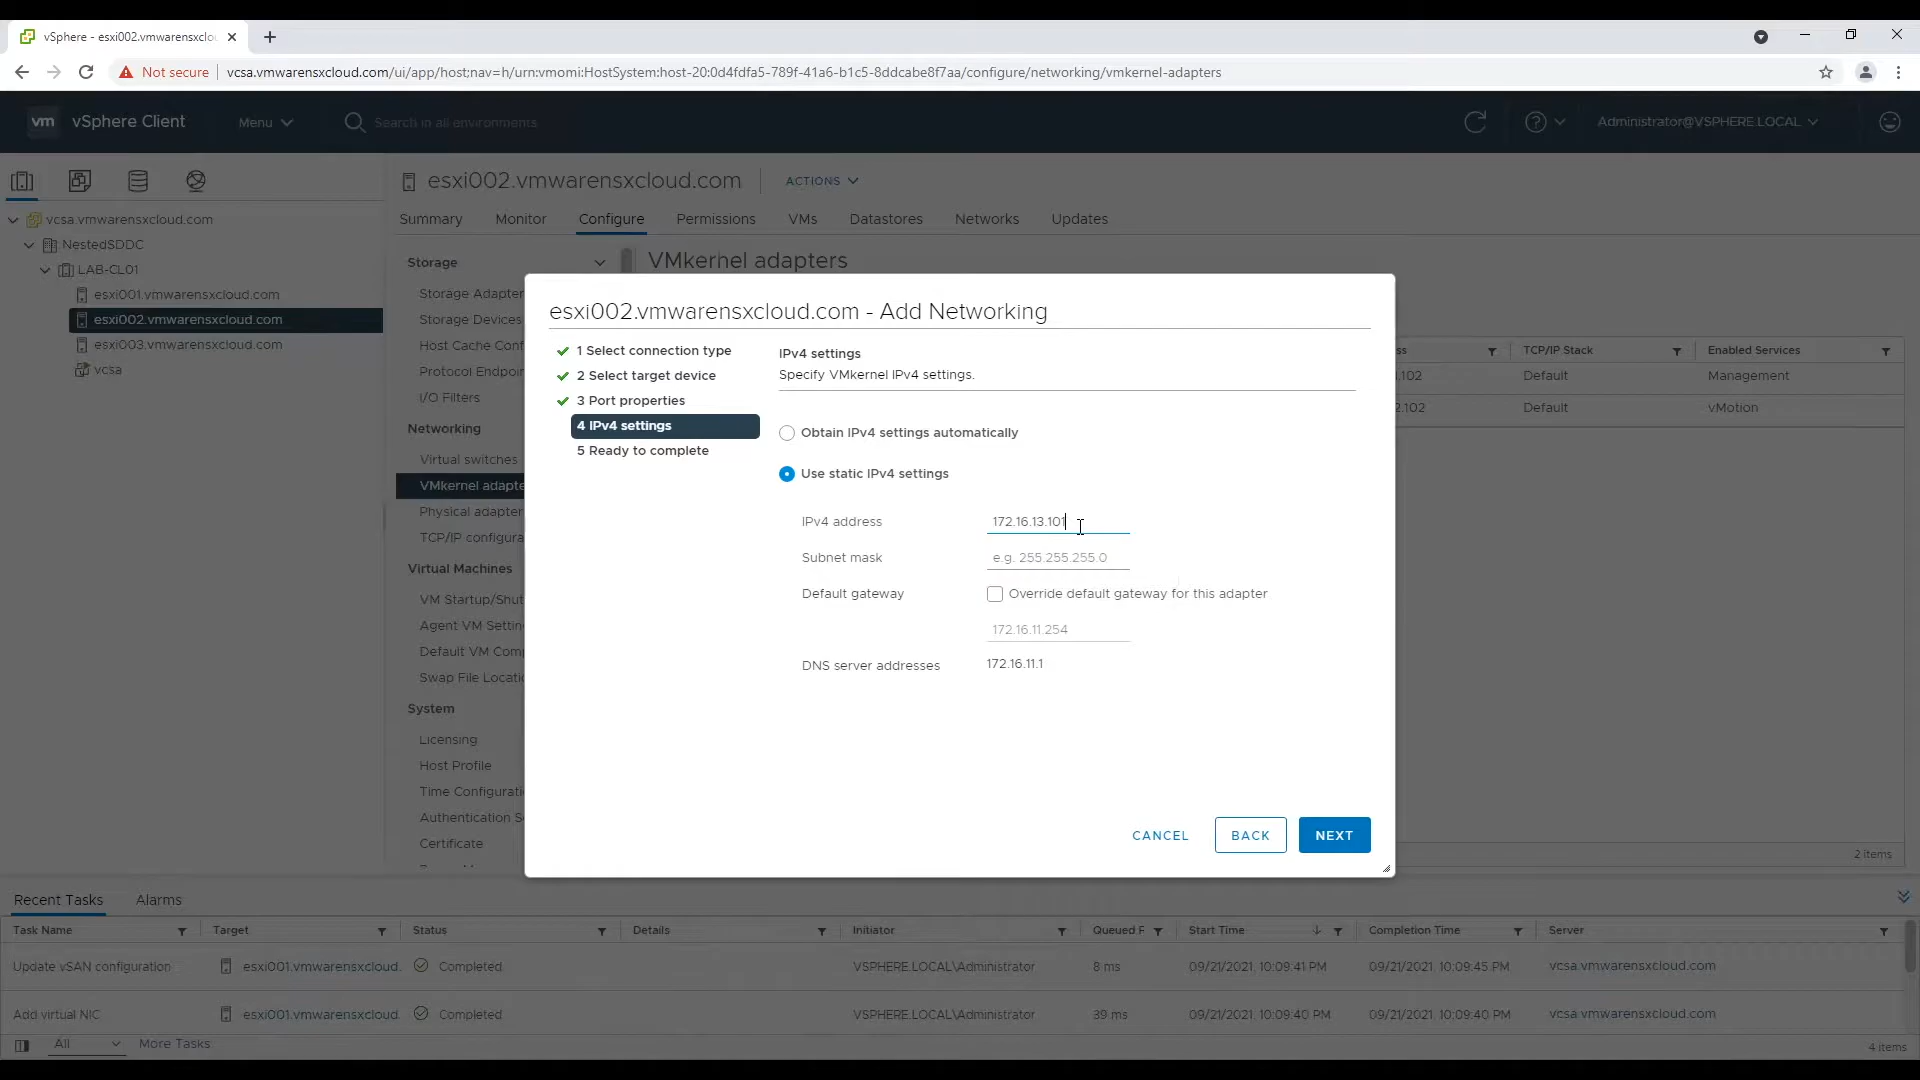 vSphere - esxi002.vmwarensxclou
Not secure
vcsa.vmwarensxcloud.com/ui/app/host;nav=h/urn:vmomi:HostSystem:host-20:0d4fdfa5-789f-41a6-b1c5-8ddcabe8f7aa/configure/networking/vmkernel-adapters
vm
vSphere Client
Menu
Search in all environments
Administrator@VSPHERE.LOCAL
esxi002.vmwarensxcloud.com
ACTIONS
Summary
Monitor
Configure
Permissions
VMs
Datastores
Networks
Updates
vcsa.vmwarensxcloud.com
NestedSDDC
LAB-CL01
esxi001.vmwarensxcloud.com
esxi002.vmwarensxcloud.com
esxi003.vmwarensxcloud.com
vcsa
Storage
Storage Adapter
Storage Devices
Host Cache Conf
Protocol Endpoin
I/O Filters
Networking
Virtual switches
VMkernel adapte
Physical adapter
TCP/IP configura
Virtual Machines
VM Startup/Shut
Agent VM Settin
Default VM Comp
Swap File Locatio
System
Licensing
Host Profile
Time Configurati
Authentication S
Certificate
VMkernel adapters
ss
TCP/IP Stack
Enabled Services
.102
Default
Management
2.102
Default
vMotion
2 items
esxi002.vmwarensxcloud.com - Add Networking
1 Select connection type
2 Select target device
3 Port properties
4 IPv4 settings
5 Ready to complete
IPv4 settings
Specify VMkernel IPv4 settings.
Obtain IPv4 settings automatically
Use static IPv4 settings
IPv4 address
172.16.13.101
Subnet mask
e.g. 255.255.255.0
Default gateway
Override default gateway for this adapter
172.16.11.254
DNS server addresses
172.16.11.1
CANCEL
BACK
NEXT
Recent Tasks
Alarms
Task Name
Target
Status
Details
Initiator
Queued F
Start Time
Completion Time
Server
Update vSAN configuration
esxi001.vmwarensxcloud.
Completed
VSPHERE.LOCAL\Administrator
8 ms
09/21/2021, 10:09:41 PM
09/21/2021, 10:09:45 PM
vcsa.vmwarensxcloud.com
Add virtual NIC
esxi001.vmwarensxcloud.
Completed
VSPHERE.LOCAL\Administrator
39 ms
09/21/2021, 10:09:40 PM
09/21/2021, 10:09:40 PM
vcsa.vmwarensxcloud.com
All
More Tasks
4 items